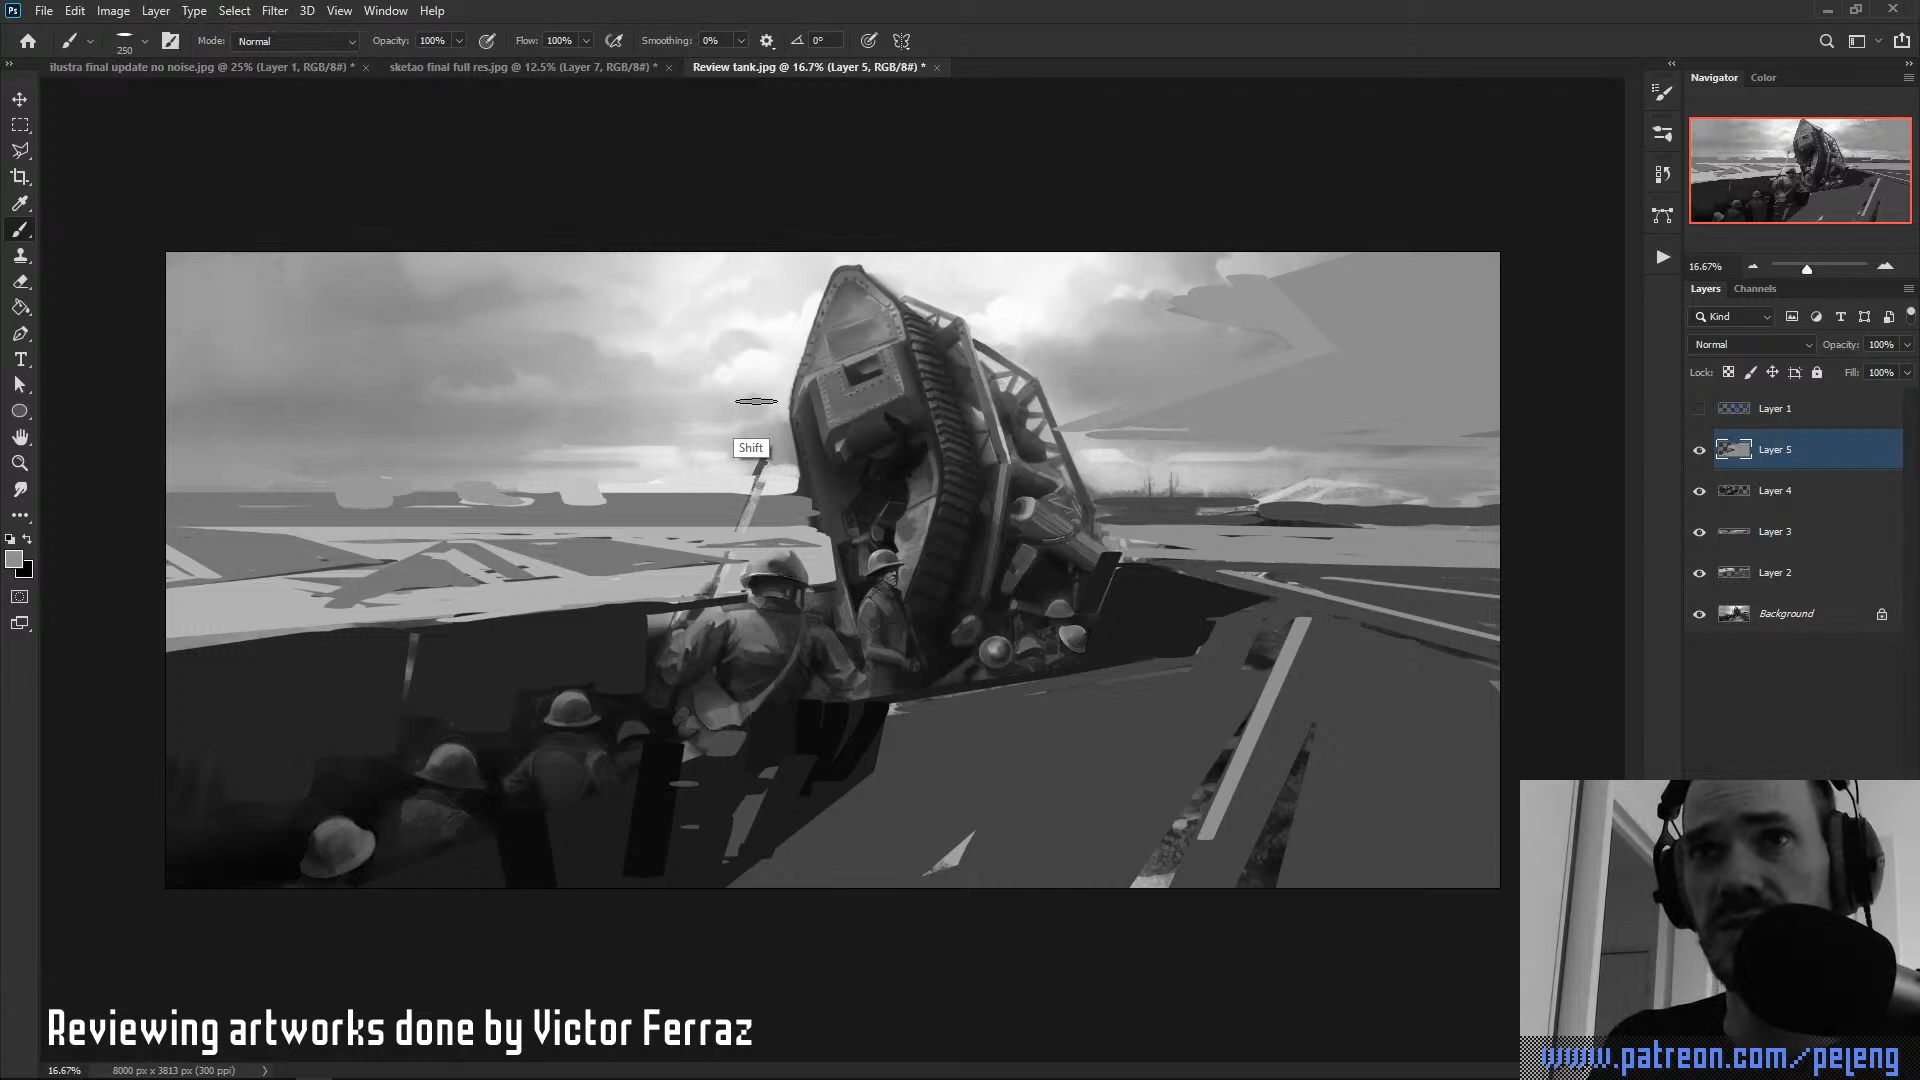 Ps File Edit Image Layer Type Select Filter 3D View Window Help
250 Mode: Normal Opacity: 100% Flow: 100% Smoothing: 0% 0°
ilustra final update no noise.jpg @ 25% (Layer 1, RGB/8#) *
sketao final full res.jpg @ 12.5% (Layer 7, RGB/8#) *
Review tank.jpg @ 16.7% (Layer 5, RGB/8#) *
Navigator Color
16.67%
Layers Channels
Kind
Normal Opacity: 100%
Lock: Fill: 100%
Layer 1
Layer 5
Layer 4
Layer 3
Layer 2
Background
Shift
Reviewing artworks done by Victor Ferraz
www.patreon.com/peleng
16.67% 8000 px x 3813 px (300 ppi)